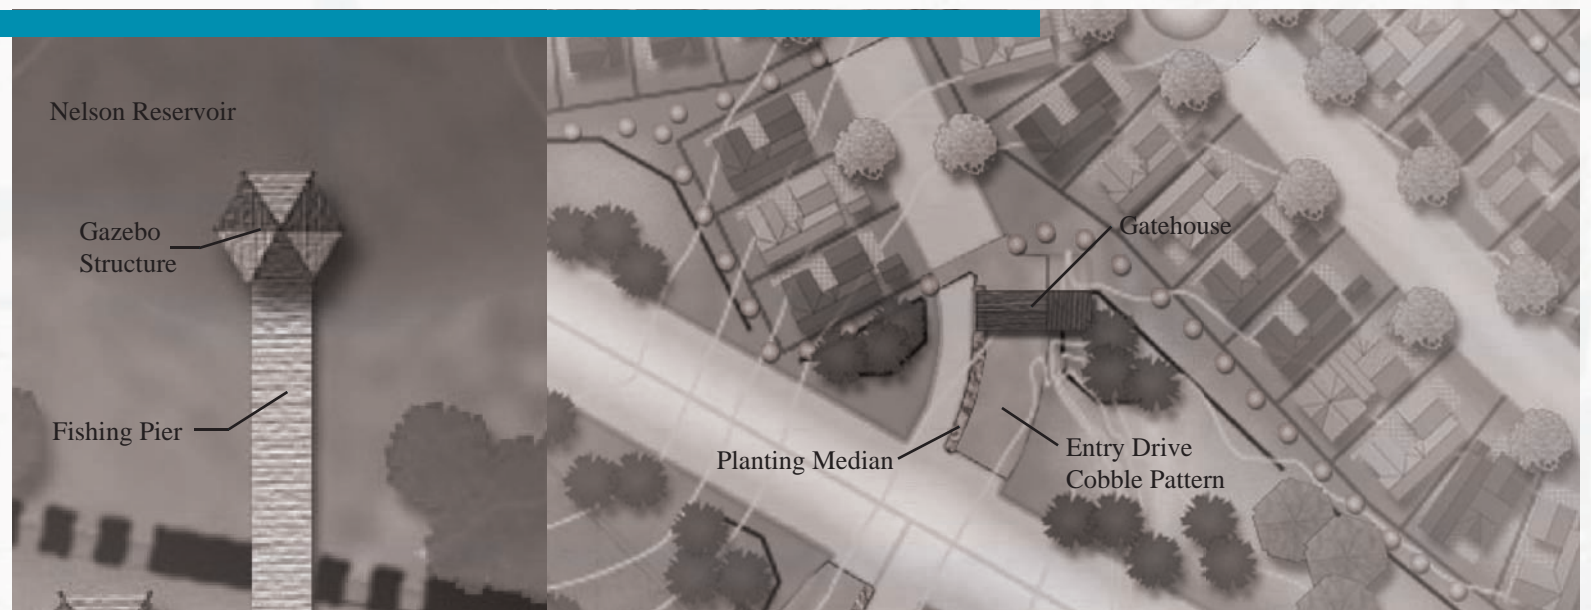 Nelson Reservoir
Gazebo
Structure
Fishing Pier
Gatehouse
Planting Median
Entry Drive
Cobble Pattern